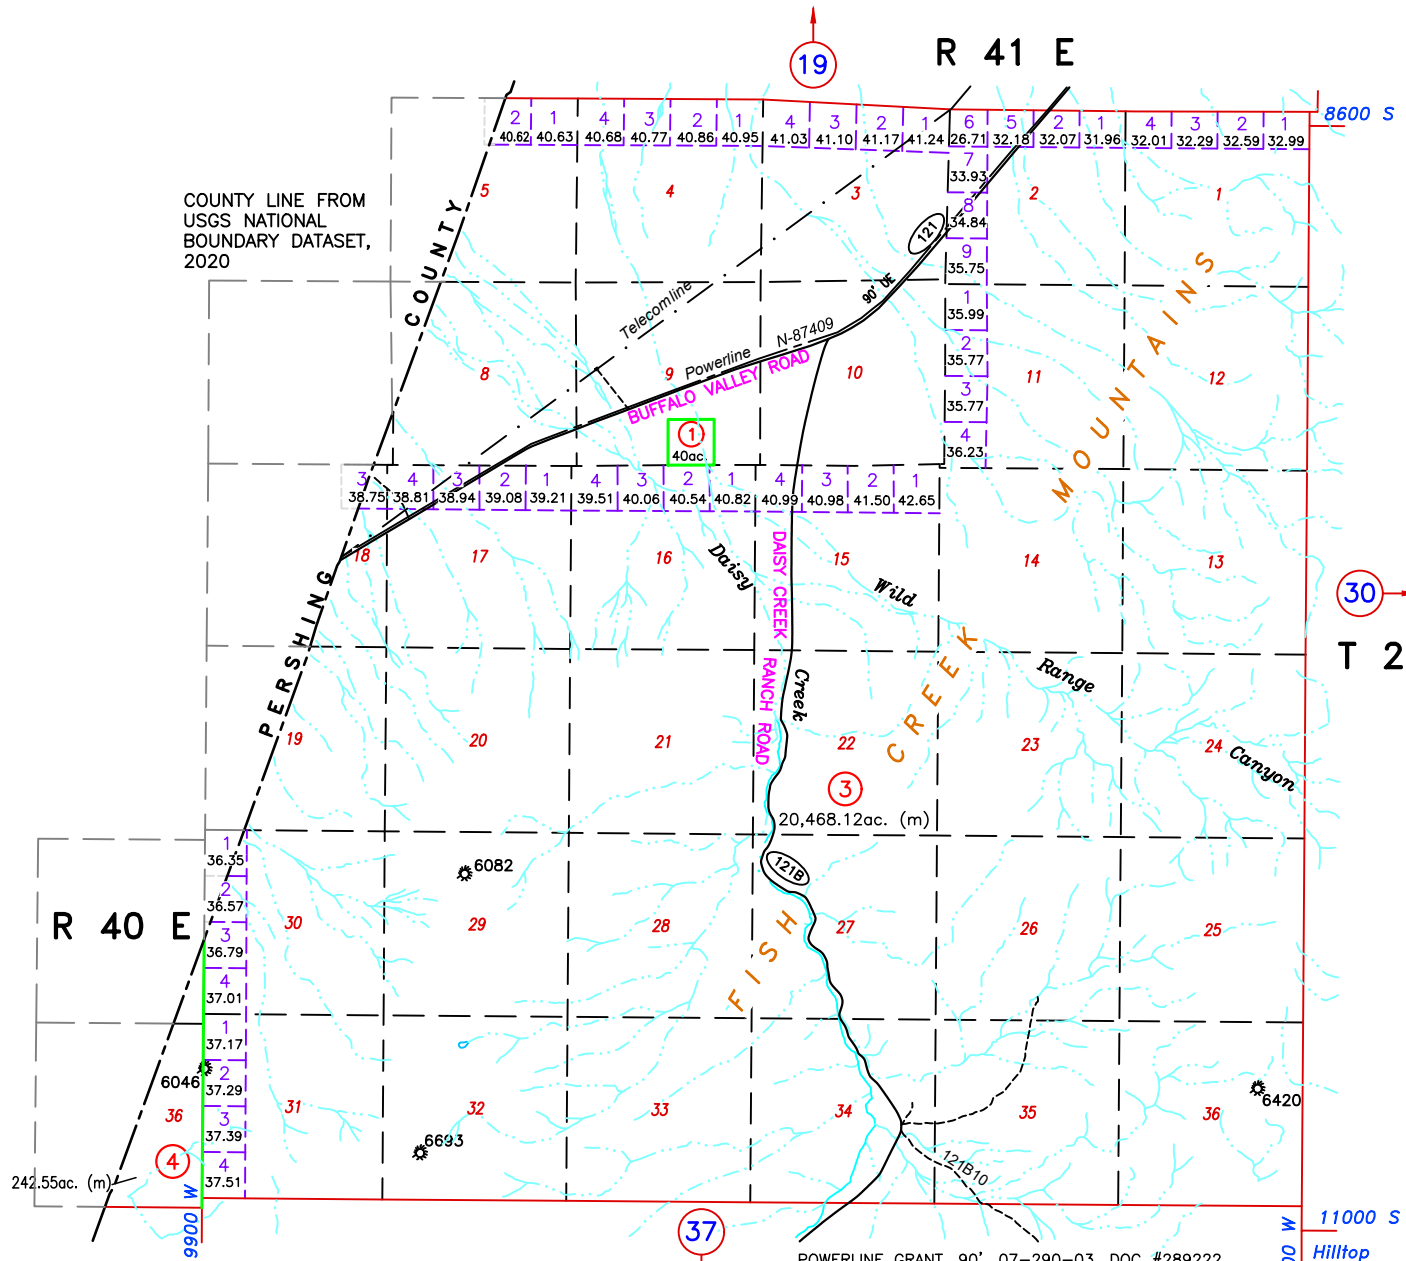 19
R 41 E
8600 S
2 1 4 3 2 1 4 3 2 1 6 5 2 1 4 3 2 1
40.62 40.63 40.68 40.77 40.86 40.95 41.03 41.10 41.17 41.24 26.71 32.18 32.07 31.96 32.01 32.29 32.59 32.99
7
33.93
5 4 3 2 1
8
34.84
COUNTY LINE FROM
USGS NATIONAL
BOUNDARY DATASET,
2020
121
9
35.75
90' UE
1
35.99
Telecomline
N-87409
Powerline
BUFFALO VALLEY ROAD
2
35.77
8 9 10 11 12
3
35.77
1
40ac.
4
36.23
3 4 3 2 1 4 3 2 1 4 3 2 1
38.75 38.81 38.94 39.08 39.21 39.51 40.06 40.54 40.82 40.99 40.98 41.50 42.65
18 17 16 15 14 13
Daisy
Creek
Wild
Range
Canyon
DAISY CREEK
RANCH ROAD
PERSHING
COUNTY
FISH
CREEK
MOUNTAINS
30
T 2
19 20 21 22 23 24
3
20,468.12ac. (m)
1
36.35
6082
121B
2
36.57
R 40 E
30 29 28 27 26 25
3
36.79
4
37.01
1
37.17
6046
2
37.29
6420
36 31 32 33 34 35 36
3
37.39
6693
4
4
37.51
242.55ac. (m)
121B10
9900 W
37
11000 S
00 W
Hilltop
POWERLINE GRANT, 90', 07-290-03, DOC #289222